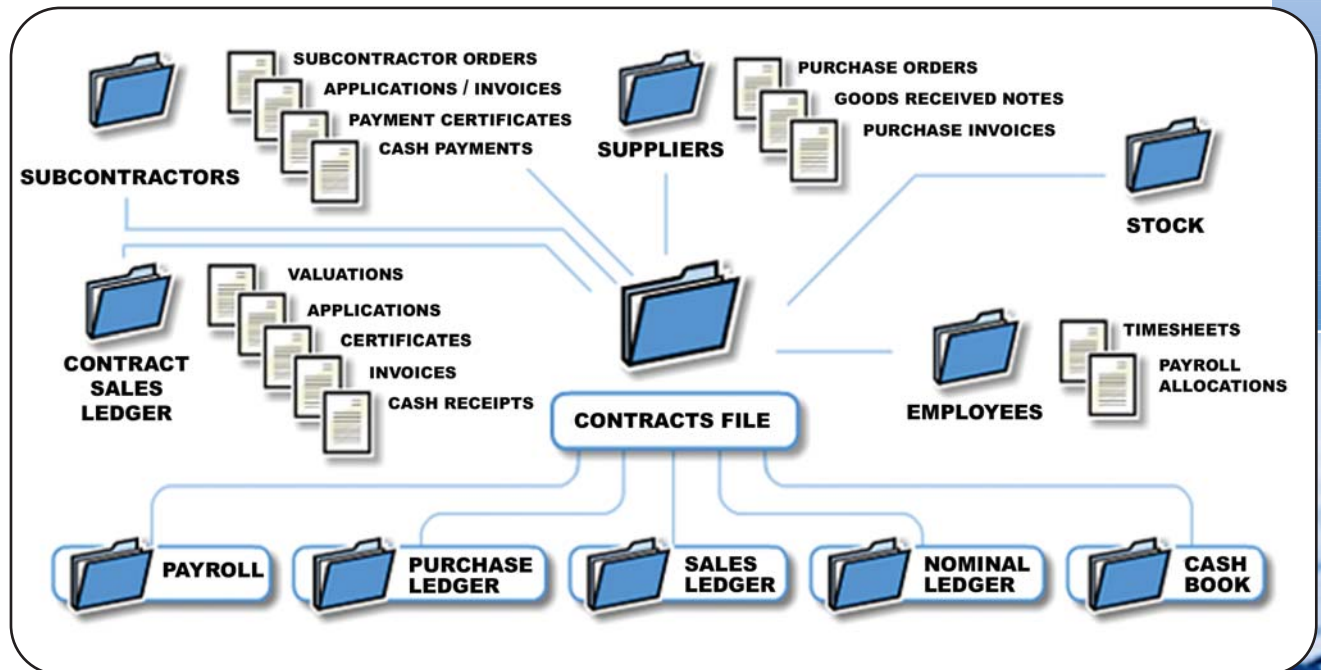 SUBCONTRACTOR ORDERS
APPLICATIONS / INVOICES
PAYMENT CERTIFICATES
CASH PAYMENTS
SUBCONTRACTORS
PURCHASE ORDERS
GOODS RECEIVED NOTES
PURCHASE INVOICES
SUPPLIERS
STOCK
VALUATIONS
APPLICATIONS
CERTIFICATES
INVOICES
CASH RECEIPTS
CONTRACT
SALES
LEDGER
TIMESHEETS
PAYROLL
ALLOCATIONS
EMPLOYEES
CONTRACTS FILE
PAYROLL
PURCHASE
LEDGER
SALES
LEDGER
NOMINAL
LEDGER
CASH
BOOK